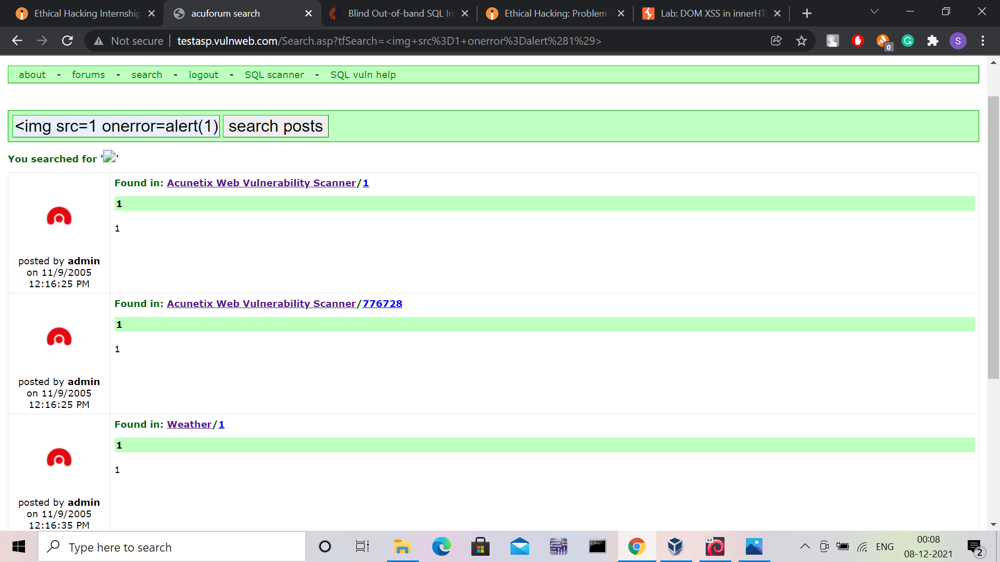 Ethical Hacking Internship
acuforum search
Blind Out-of-band SQL In
Ethical Hacking: Problem
Lab: DOM XSS in innerHT
Not secure
testasp.vulnweb.com/Search.asp?tfSearch=<img+src%3D1+onerror%3Dalert%281%29>
0
S
about - forums - search - logout - SQL scanner - SQL vuln help
<img src=1 onerror=alert(1)
search posts
You searched for ''
Found in: Acunetix Web Vulnerability Scanner/1
1
1
posted by admin
on 11/9/2005
12:16:25 PM
Found in: Acunetix Web Vulnerability Scanner/776728
1
1
posted by admin
on 11/9/2005
12:16:25 PM
Found in: Weather/1
1
1
posted by admin
on 11/9/2005
12:16:35 PM
Type here to search
64
ENG
00:08
08-12-2021
2